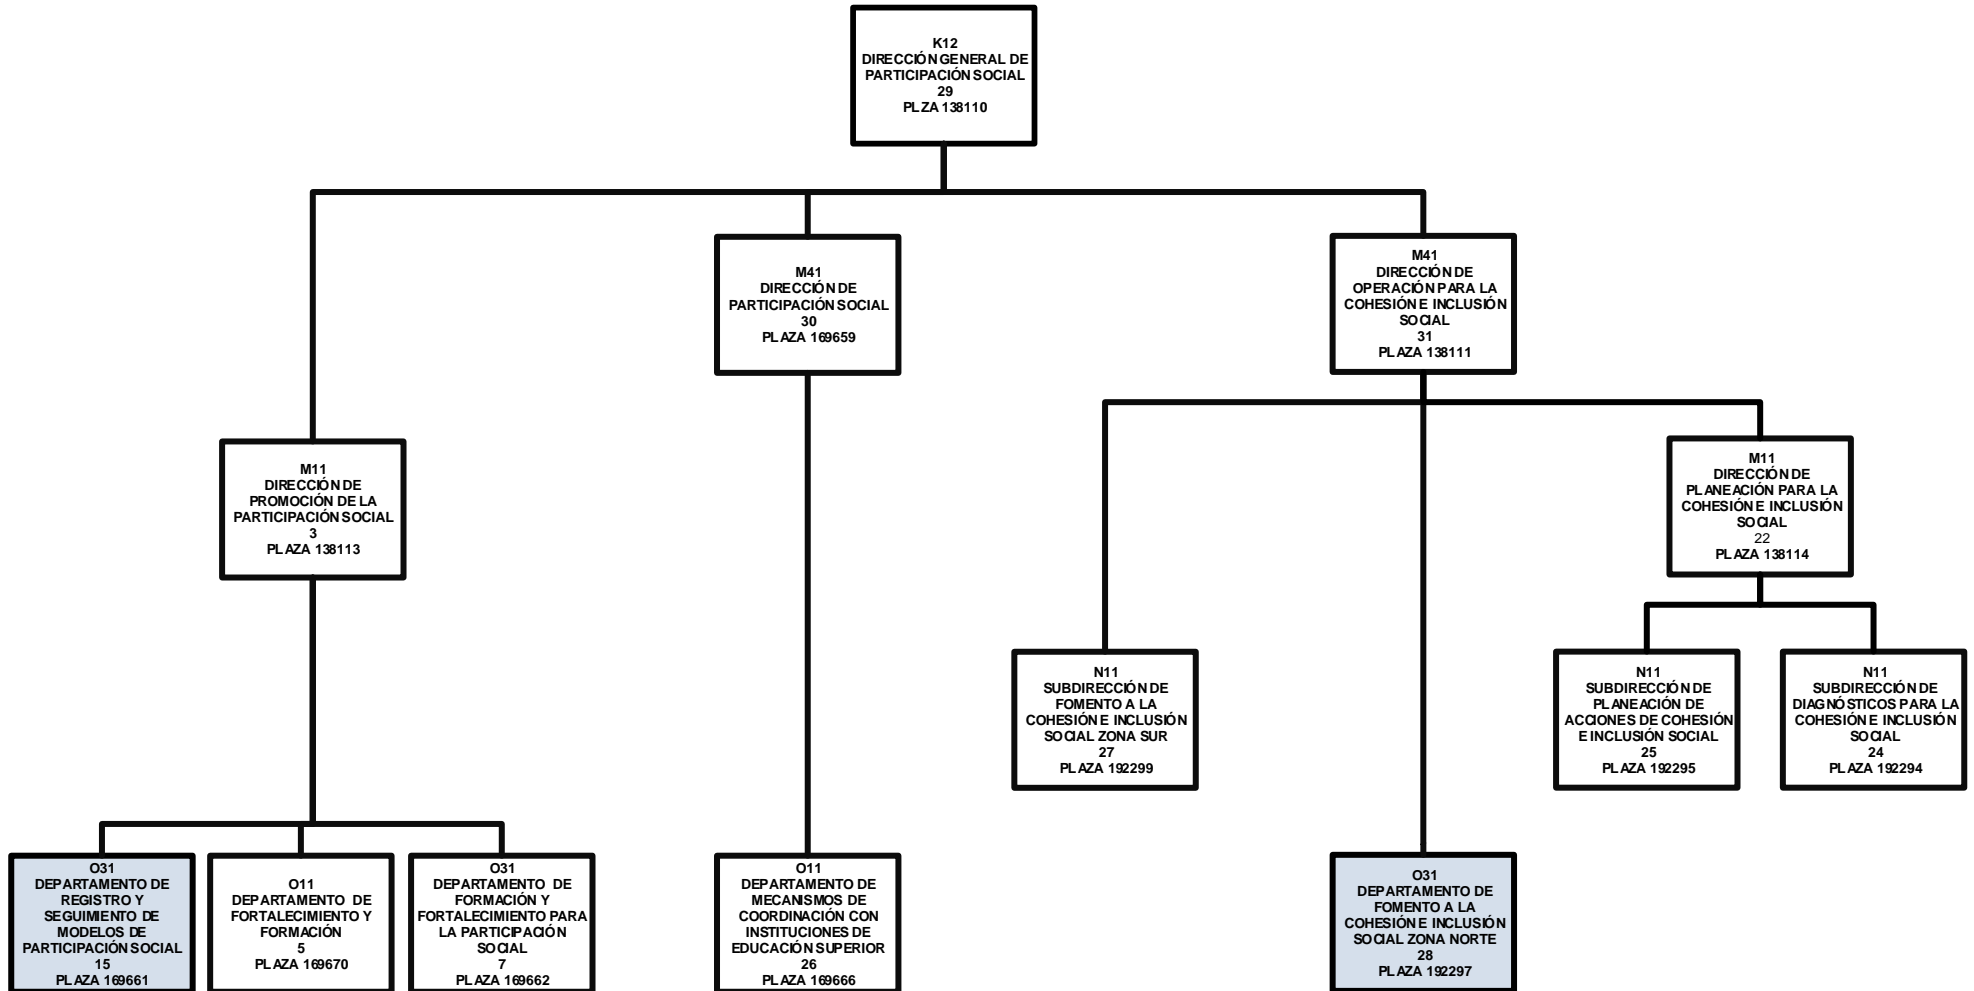 K12
DIRECCIÓN GENERAL DE
PARTICIPACIÓN SOCIAL
29
PLZA 138110
M41
DIRECCIÓN DE
PARTICIPACIÓN SOCIAL
30
PLAZA 169659
M41
DIRECCIÓN DE
OPERACIÓN PARA LA
COHESIÓN E INCLUSIÓN
SOCIAL
31
PLAZA 138111
M11
DIRECCIÓN DE
PROMOCIÓN DE LA
PARTICIPACIÓN SOCIAL
3
PLAZA 138113
M11
DIRECCIÓN DE
PLANEACIÓN PARA LA
COHESIÓN E INCLUSIÓN
SOCIAL
22
PLAZA 138114
N11
SUBDIRECCIÓN DE
FOMENTO A LA
COHESIÓN E INCLUSIÓN
SOCIAL ZONA SUR
27
PLAZA 192299
N11
SUBDIRECCIÓN DE
PLANEACIÓN DE
ACCIONES DE COHESIÓN
E INCLUSIÓN SOCIAL
25
PLAZA 192295
N11
SUBDIRECCIÓN DE
DIAGNÓSTICOS PARA LA
COHESIÓN E INCLUSIÓN
SOCIAL
24
PLAZA 192294
O31
DEPARTAMENTO DE
REGISTRO Y
SEGUIMIENTO DE
MODELOS DE
PARTICIPACIÓN SOCIAL
15
PLAZA 169661
O11
DEPARTAMENTO DE
FORTALECIMIENTO Y
FORMACIÓN
5
PLAZA 169670
O31
DEPARTAMENTO DE
FORMACIÓN Y
FORTALECIMIENTO PARA
LA PARTICIPACIÓN
SOCIAL
7
PLAZA 169662
O11
DEPARTAMENTO DE
MECANISMOS DE
COORDINACIÓN CON
INSTITUCIONES DE
EDUCACIÓN SUPERIOR
26
PLAZA 169666
O31
DEPARTAMENTO DE
FOMENTO A LA
COHESIÓN E INCLUSIÓN
SOCIAL ZONA NORTE
28
PLAZA 192297